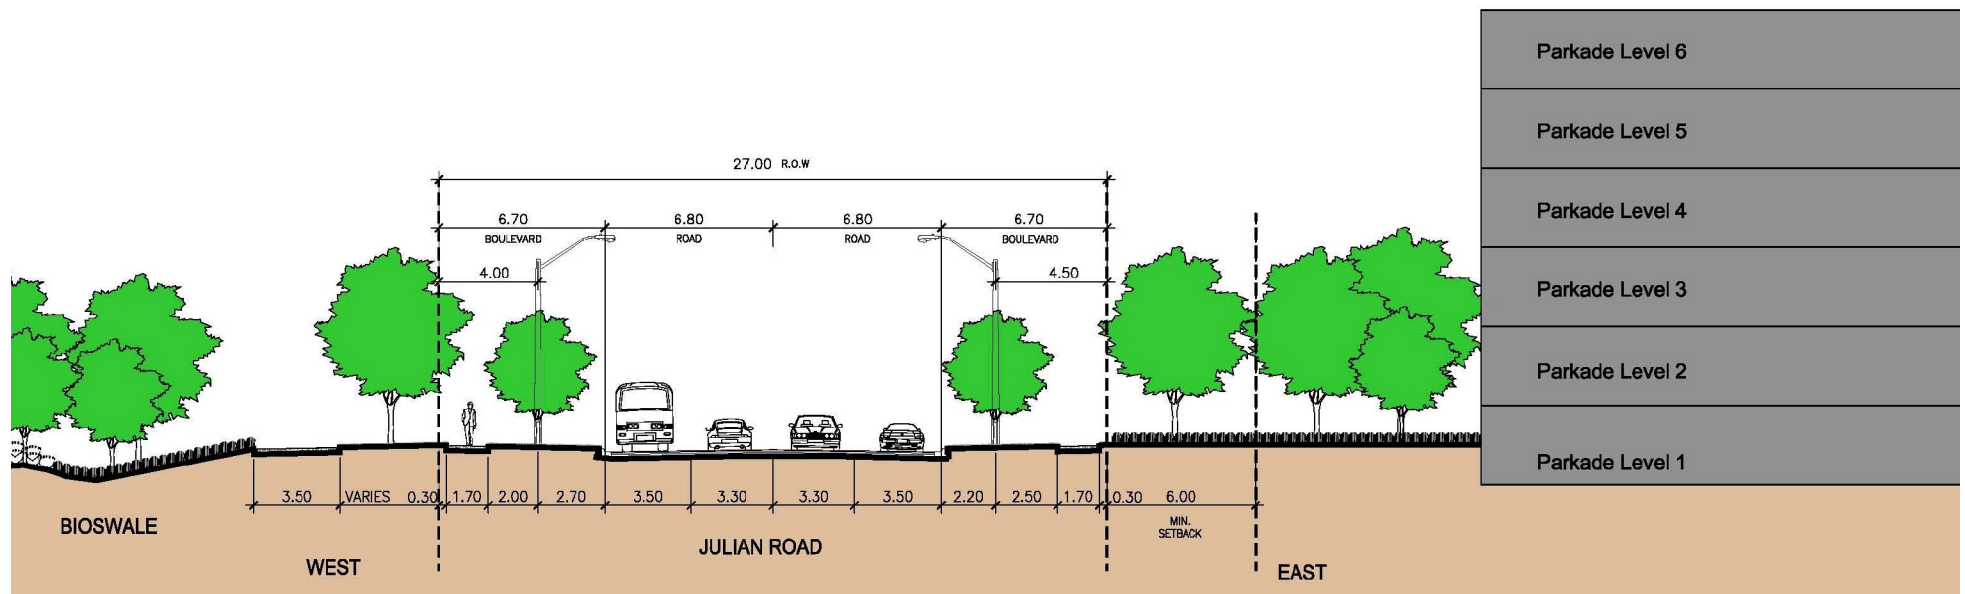 Parkade Level 6
Parkade Level 5
27.00 R.O.W
Parkade Level 4
6.70 6.80 6.80 6.70
BOULEVARD ROAD ROAD BOULEVARD
4.00 4.50
Parkade Level 3
Parkade Level 2
Parkade Level 1
3.50 VARIES 0.30 1.70 2.00 2.70 3.50 3.30 3.30 3.50 2.20 2.50 1.70 0.30 6.00
MIN.
SETBACK
BIOSWALE
JULIAN ROAD
WEST
EAST